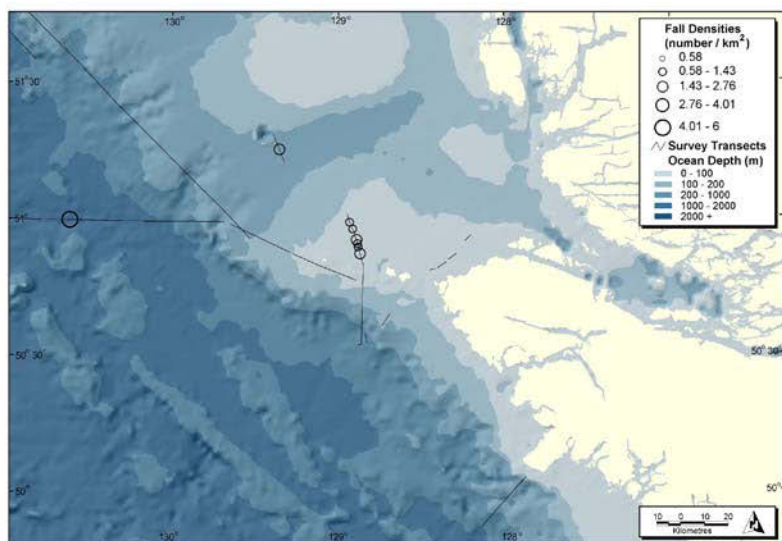 130°
129°
128°
51° 30'
51°
50° 30'
50°
50° 30'
50°
130°
129°
128°
Fall Densities
(number / km²)
0.58
0.58 - 1.43
1.43 - 2.76
2.76 - 4.01
4.01 - 6
Survey Transects
Ocean Depth (m)
0 - 100
100 - 200
200 - 1000
1000 - 2000
2000 +
10 0 10 20
Kilometres